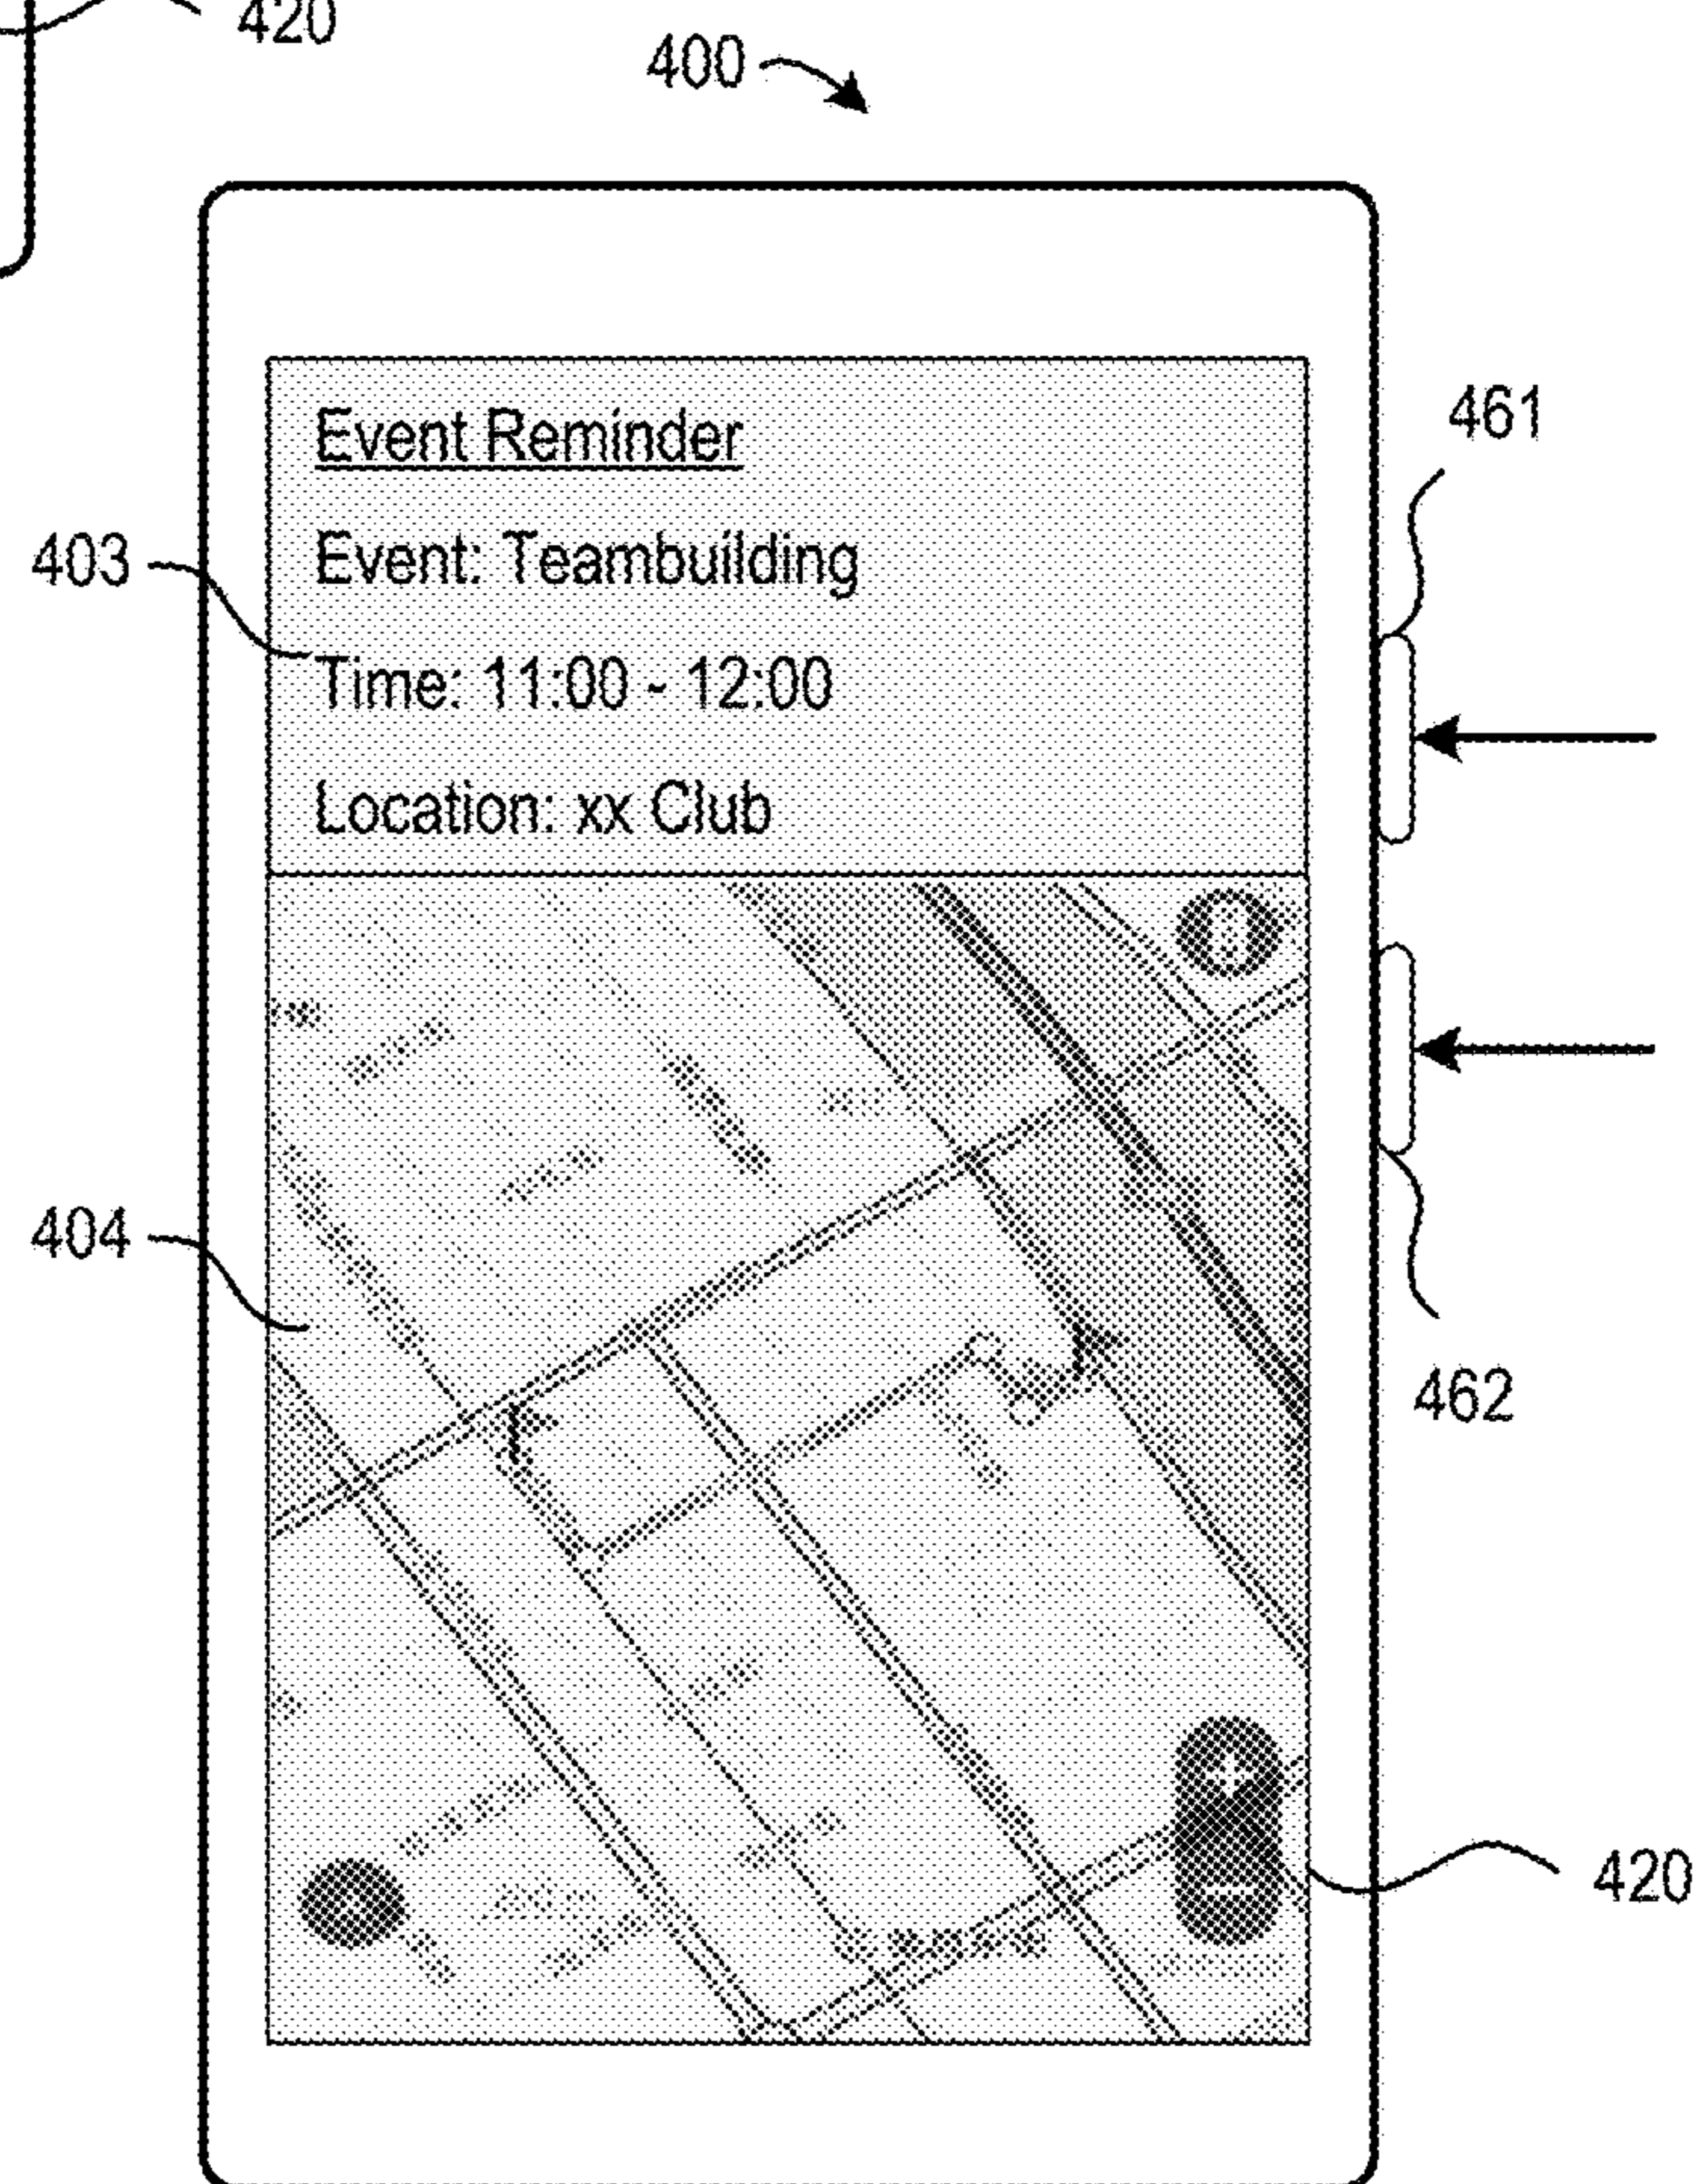 420
400
461
Event Reminder
403
Event: Teambuilding
Time: 11:00 - 12:00
Location: xx Club
404
462
+
420